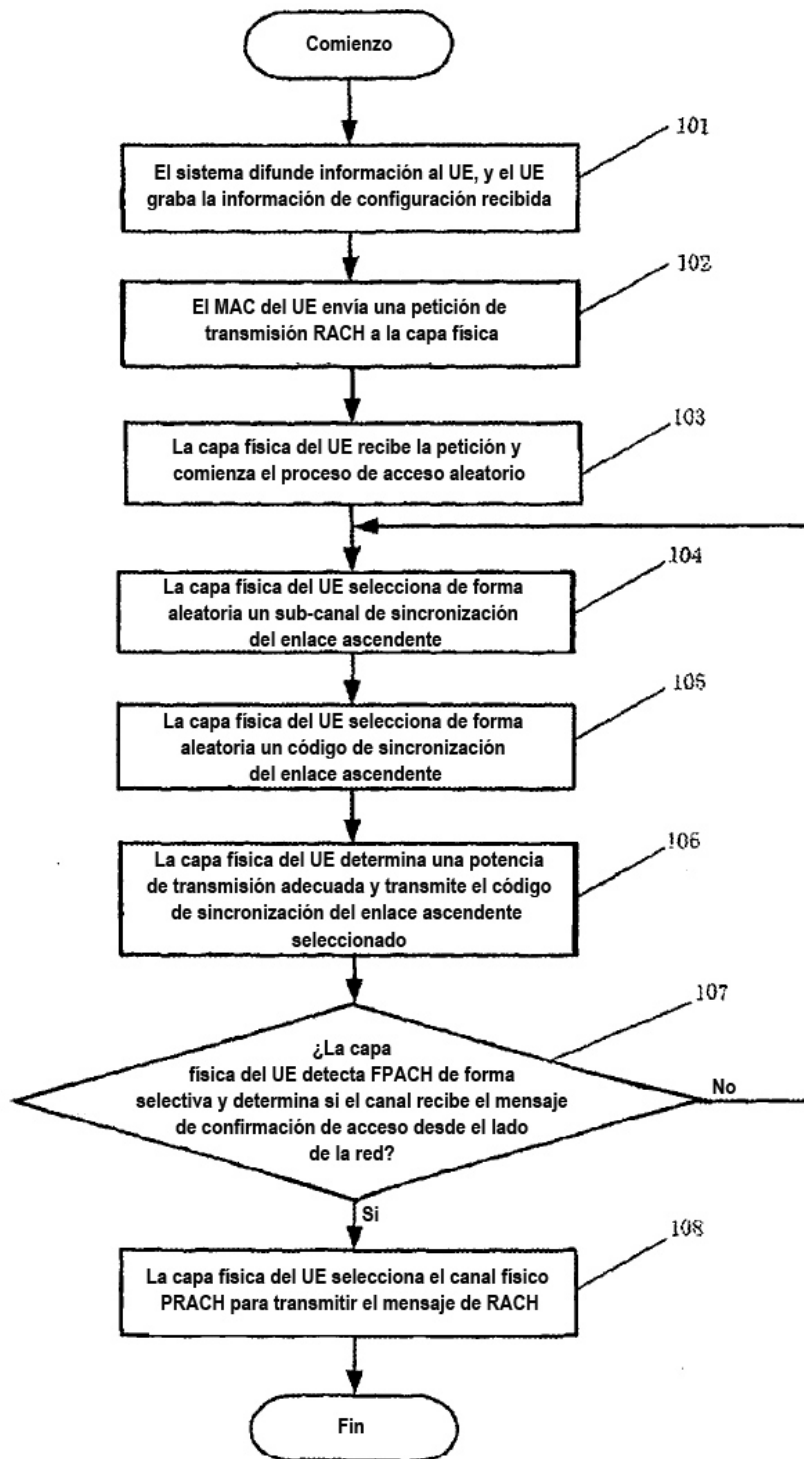 Comienzo
101
El sistema difunde información al UE, y el UE
graba la información de configuración recibida
102
El MAC del UE envía una petición de
transmisión RACH a la capa física
103
La capa física del UE recibe la petición y
comienza el proceso de acceso aleatorio
104
La capa física del UE selecciona de forma
aleatoria un sub-canal de sincronización
del enlace ascendente
105
La capa física del UE selecciona de forma
aleatoria un código de sincronización
del enlace ascendente
106
La capa física del UE determina una potencia
de transmisión adecuada y transmite el código
de sincronización del enlace ascendente
seleccionado
107
¿La capa
física del UE detecta FPACH de forma
selectiva y determina si el canal recibe el mensaje
de confirmación de acceso desde el lado
de la red?
No
Si
108
La capa física del UE selecciona el canal físico
PRACH para transmitir el mensaje de RACH
Fin